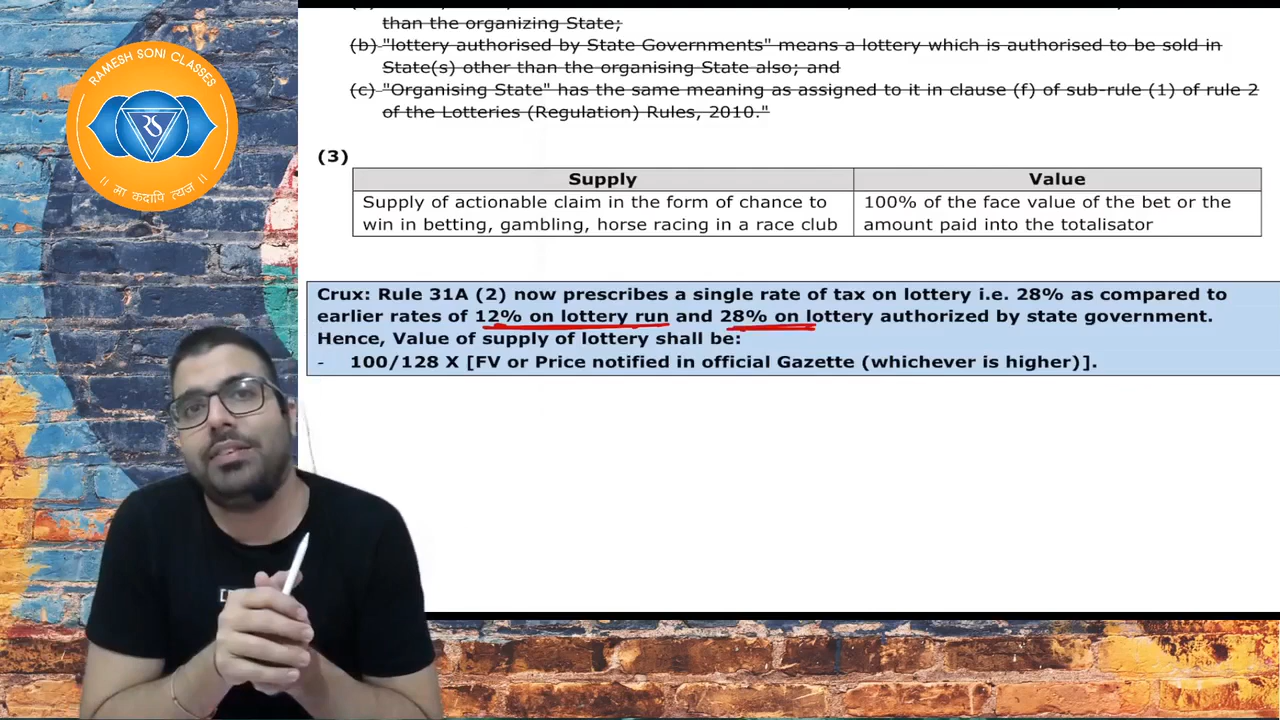 RAMESH SONI CLASSES
RS
।। मा कदापि त्यज ।।
than the organizing State;
(b) "lottery authorised by State Governments" means a lottery which is authorised to be sold in
State(s) other than the organising State also; and
(c) "Organising State" has the same meaning as assigned to it in clause (f) of sub-rule (1) of rule 2
of the Lotteries (Regulation) Rules, 2010."
(3)
Supply Value
Supply of actionable claim in the form of chance to 100% of the face value of the bet or the
win in betting, gambling, horse racing in a race club amount paid into the totalisator
Crux: Rule 31A (2) now prescribes a single rate of tax on lottery i.e. 28% as compared to
earlier rates of 12% on lottery run and 28% on lottery authorized by state government.
Hence, Value of supply of lottery shall be:
- 100/128 X [FV or Price notified in official Gazette (whichever is higher)].